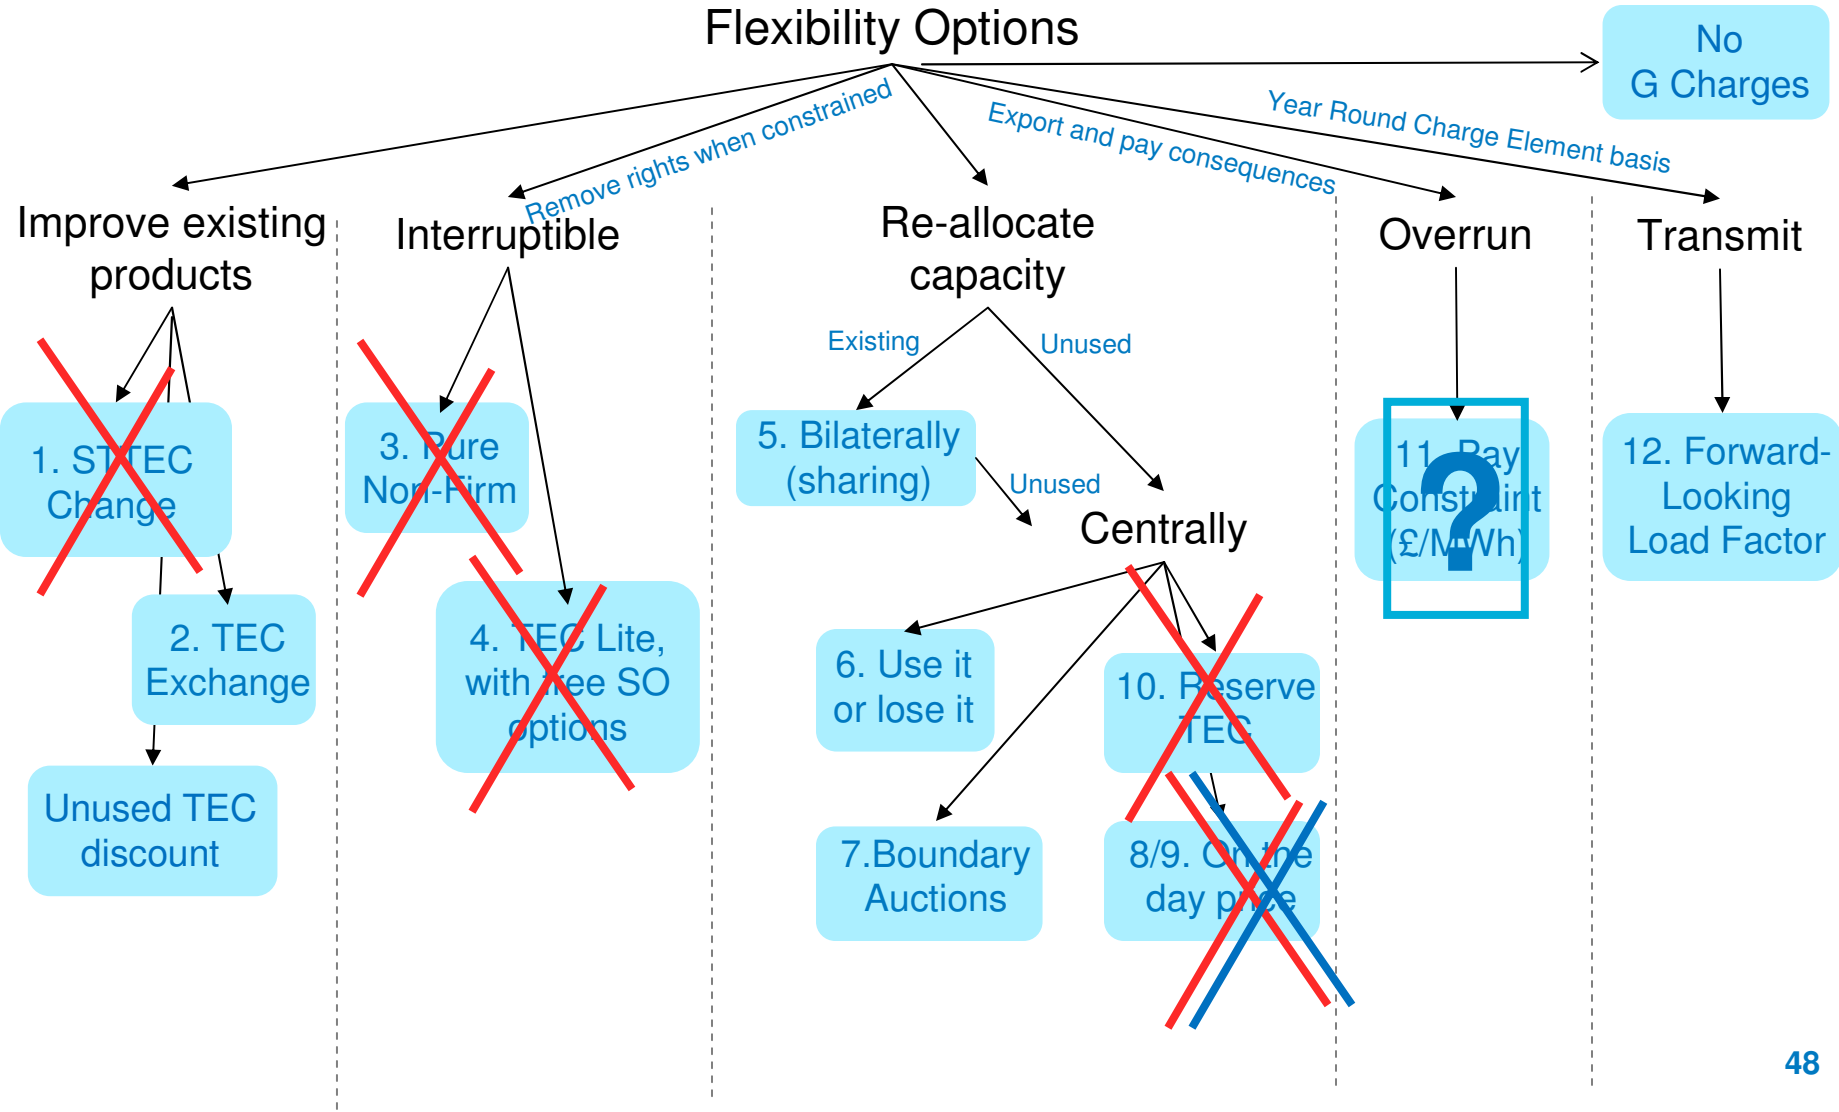 Flexibility Options
No
G Charges
Remove rights when constrained
Export and pay consequences
Year Round Charge Element basis
Improve existing
products
Interruptible
Re-allocate
capacity
Overrun
Transmit
Existing
Unused
1. STTEC
Change
3. Pure
Non-Firm
5. Bilaterally
(sharing)
Unused
Centrally
11. Pay
Constraint
(£/MWh)
?
12. Forward-
Looking
Load Factor
2. TEC
Exchange
4. TEC Lite,
with free SO
options
6. Use it
or lose it
10. Reserve
TEC
Unused TEC
discount
7.Boundary
Auctions
8/9. On the
day price
48